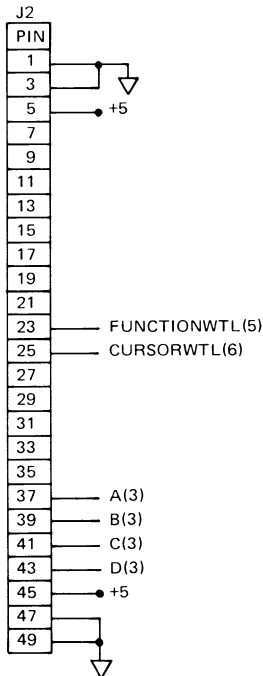 J2
PIN
1
3
5 +5
7
9
11
13
15
17
19
21
23 FUNCTIONWTL(5)
25 CURSORWTL(6)
27
29
31
33
35
37 A(3)
39 B(3)
41 C(3)
43 D(3)
45 +5
47
49